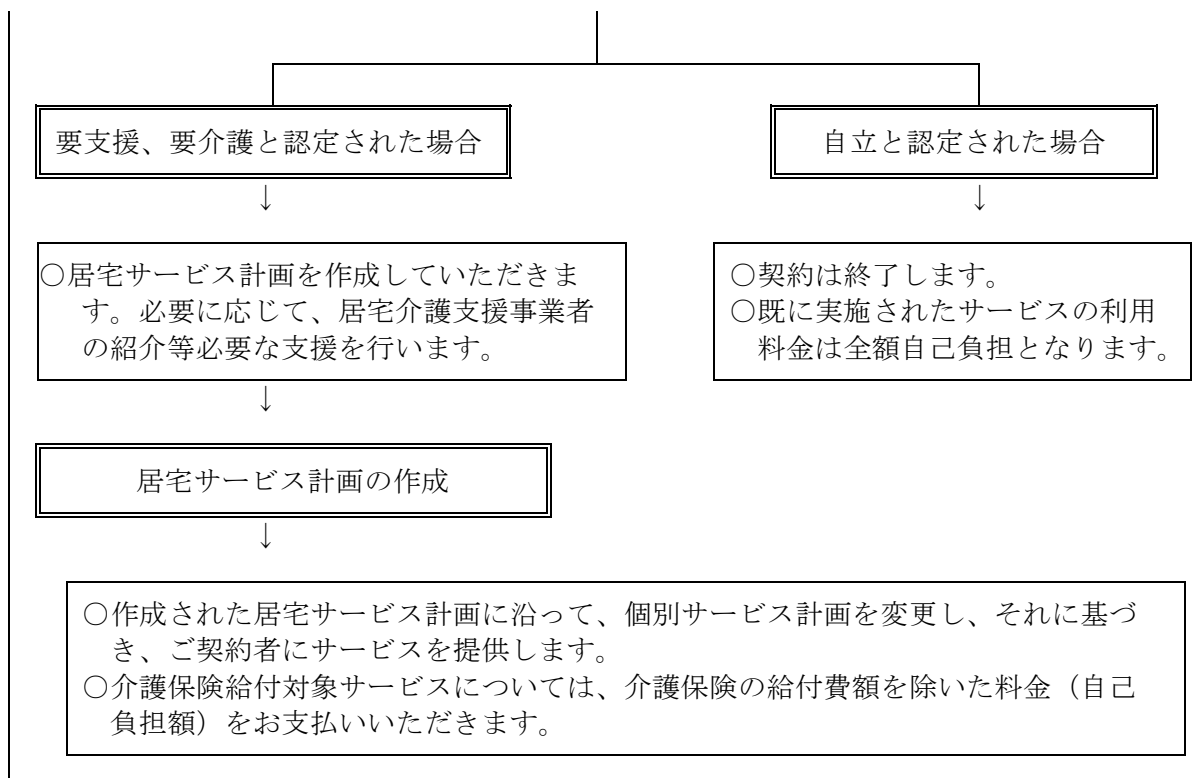 要支援、要介護と認定された場合
自立と認定された場合
↓
↓
○居宅サービス計画を作成していただきま
す。必要に応じて、居宅介護支援事業者
の紹介等必要な支援を行います。
○契約は終了します。
○既に実施されたサービスの利用
料金は全額自己負担となります。
↓
居宅サービス計画の作成
↓
○作成された居宅サービス計画に沿って、個別サービス計画を変更し、それに基づ
き、ご契約者にサービスを提供します。
○介護保険給付対象サービスについては、介護保険の給付費額を除いた料金（自己
負担額）をお支払いいただきます。